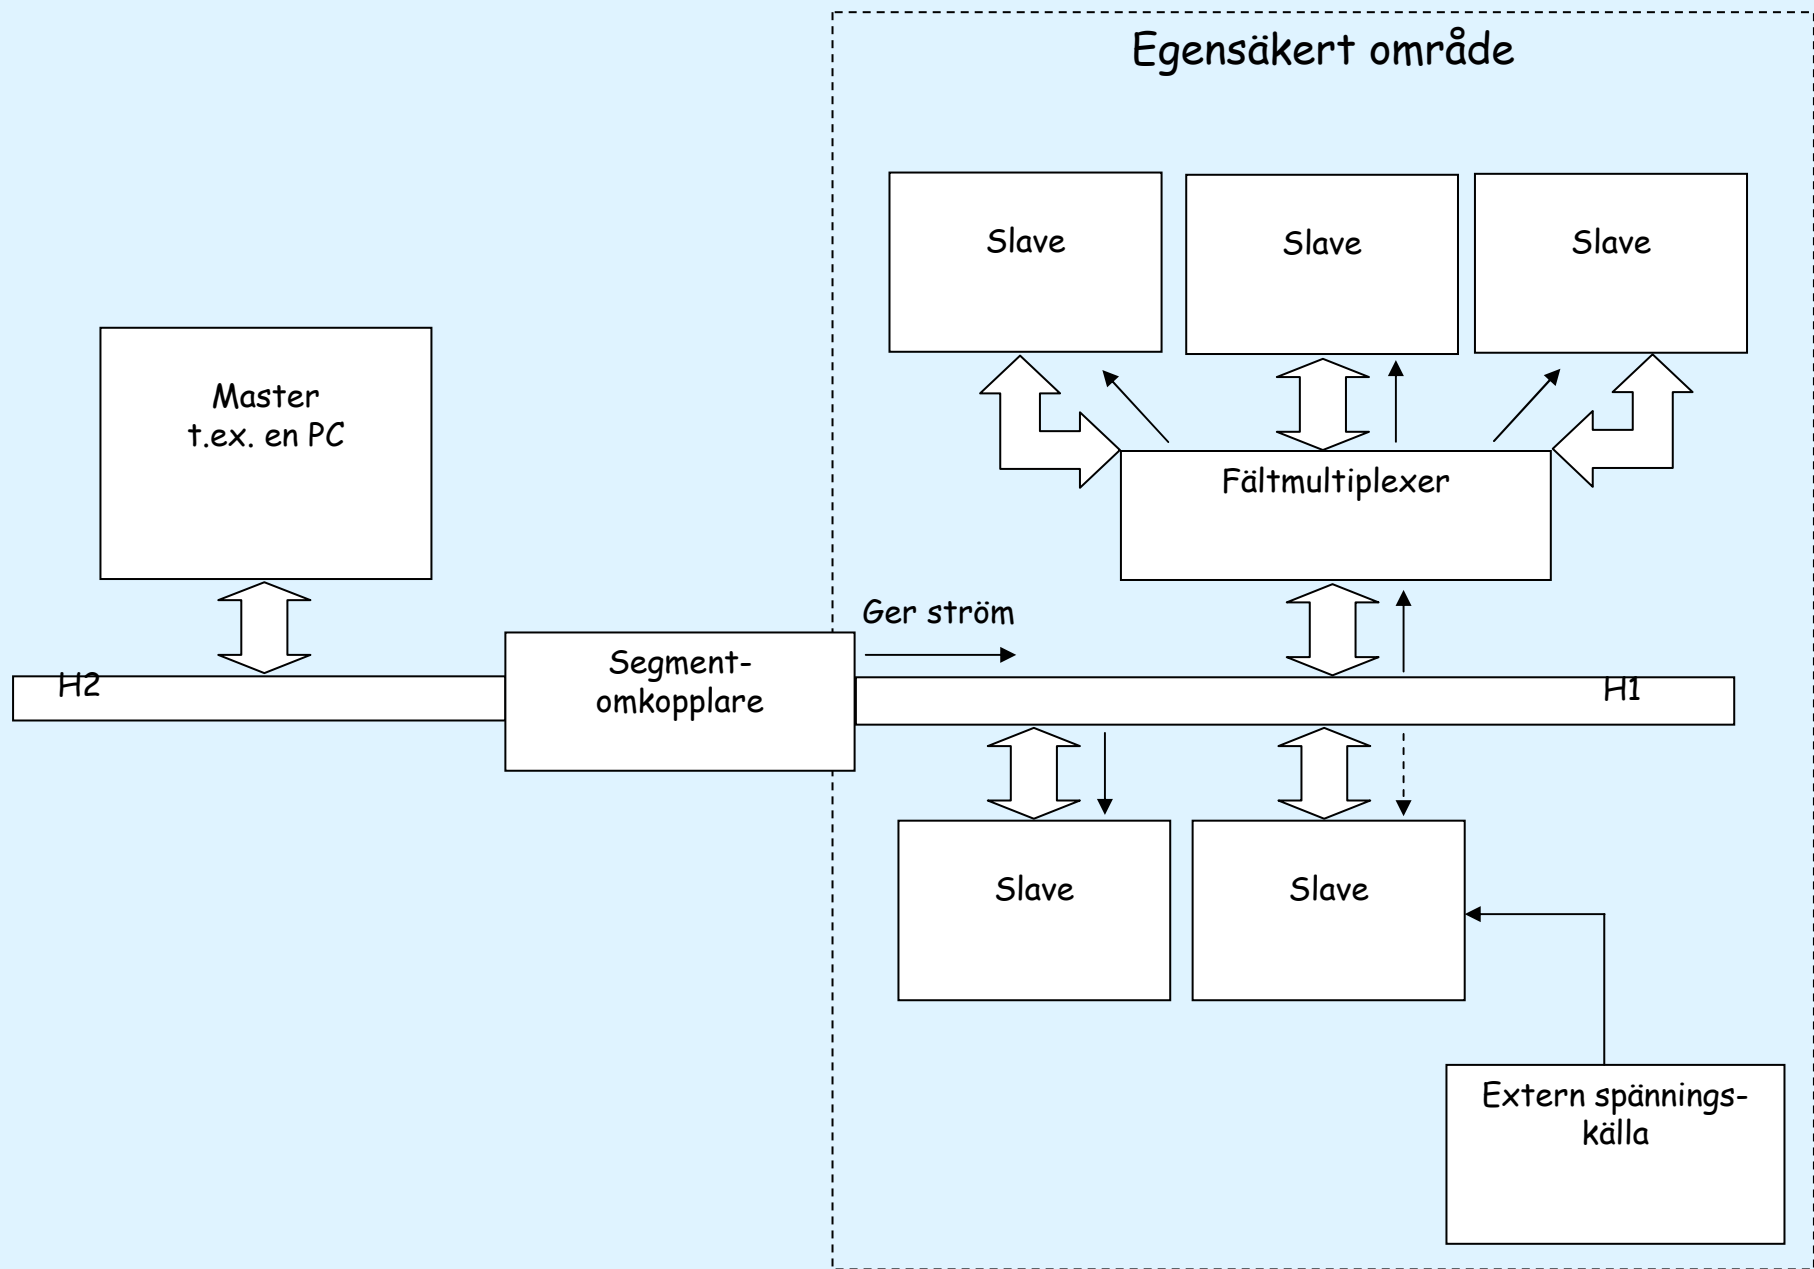 Egensäkert område
Slave
Slave
Slave
Master
t.ex. en PC
Fältmultiplexer
Ger ström
Segment-
omkopplare
H2
H1
Slave
Slave
Extern spännings-
källa